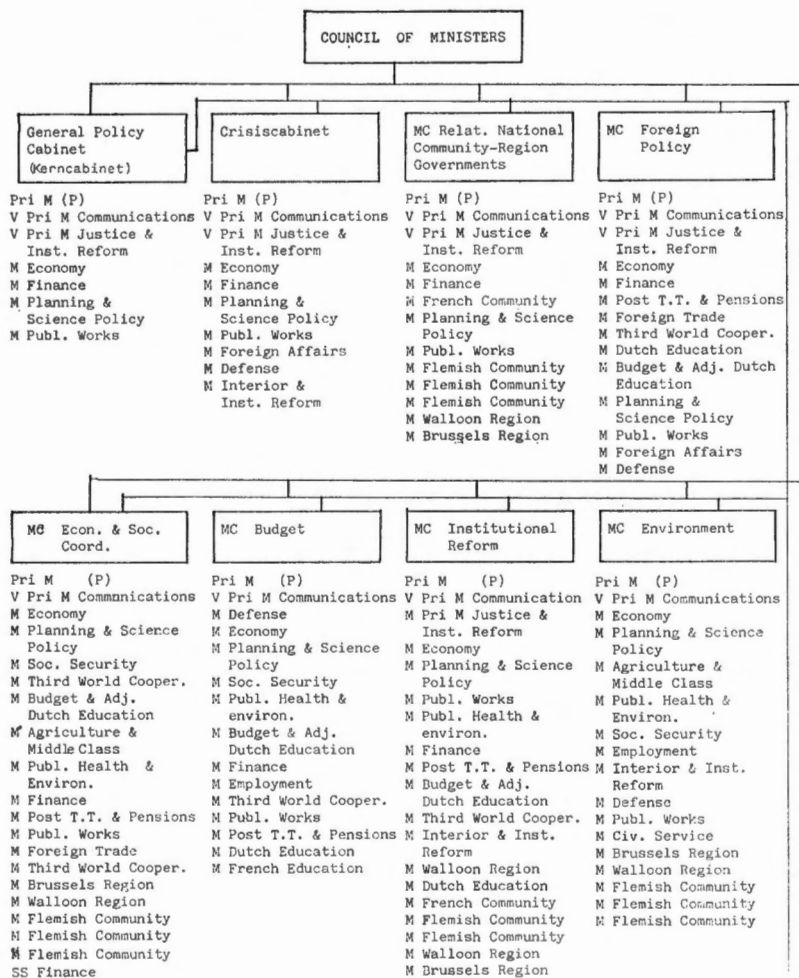 COUNCIL OF MINISTERS
General Policy
Cabinet
(Kerncabinet)
Pri M (P)
V Pri M Communications
V Pri M Justice &
Inst. Reform
M Economy
M Finance
M Planning &
Science Policy
M Publ. Works
Crisiscabinet
Pri M (P)
V Pri M Communications
V Pri M Justice &
Inst. Reform
M Economy
M Finance
M Planning &
Science Policy
M Publ. Works
M Foreign Affairs
M Defense
M Interior &
Inst. Reform
MC Relat. National
Community-Region
Governments
Pri M (P)
V Pri M Communications
V Pri M Justice &
Inst. Reform
M Economy
M Finance
M French Community
M Planning & Science
Policy
M Publ. Works
M Flemish Community
M Flemish Community
M Flemish Community
M Walloon Region
M Brussels Region
MC Foreign
Policy
Pri M (P)
V Pri M Communications
V Pri M Justice &
Inst. Reform
M Economy
M Finance
M Post T.T. & Pensions
M Foreign Trade
M Third World Cooper.
M Dutch Education
M Budget & Adj. Dutch
Education
M Planning &
Science Policy
M Publ. Works
M Foreign Affairs
M Defense
MC Econ. & Soc.
Coord.
Pri M (P)
V Pri M Communications
M Economy
M Planning & Science
Policy
M Soc. Security
M Third World Cooper.
M Budget & Adj.
Dutch Education
M Agriculture &
Middle Class
M Publ. Health &
Environ.
M Finance
M Post T.T. & Pensions
M Publ. Works
M Foreign Trade
M Third World Cooper.
M Brussels Region
M Walloon Region
M Flemish Community
M Flemish Community
M Flemish Community
SS Finance
MC Budget
Pri M (P)
V Pri M Communications
M Defense
M Economy
M Planning & Science
Policy
M Soc. Security
M Publ. Health &
environ.
M Budget & Adj.
Dutch Education
M Finance
M Employment
M Third World Cooper.
M Publ. Works
M Post T.T. & Pensions
M Dutch Education
M French Education
MC Institutional
Reform
Pri M (P)
V Pri M Communication
M Pri M Justice &
Inst. Reform
M Economy
M Planning & Science
Policy
M Publ. Works
M Publ. Health &
environ.
M Finance
M Post T.T. & Pensions
M Budget & Adj.
Dutch Education
M Third World Cooper.
M Interior & Inst.
Reform
M Walloon Region
M Dutch Education
M French Community
M Flemish Community
M Flemish Community
M Walloon Region
M Brussels Region
MC Environment
Pri M (P)
V Pri M Communications
M Economy
M Planning & Science
Policy
M Agriculture &
Middle Class
M Publ. Health &
Environ.
M Soc. Security
M Employment
M Interior & Inst.
Reform
M Defense
M Publ. Works
M Civ. Service
M Brussels Region
M Walloon Region
M Flemish Community
M Flemish Community
M Flemish Community